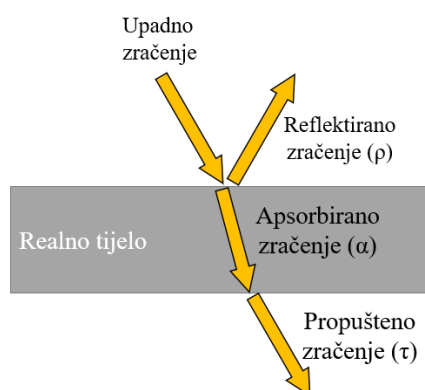 Upadno
zračenje
Reflektirano
zračenje (ρ)
Realno tijelo
Apsorbirano
zračenje (α)
Propušteno
zračenje (τ)